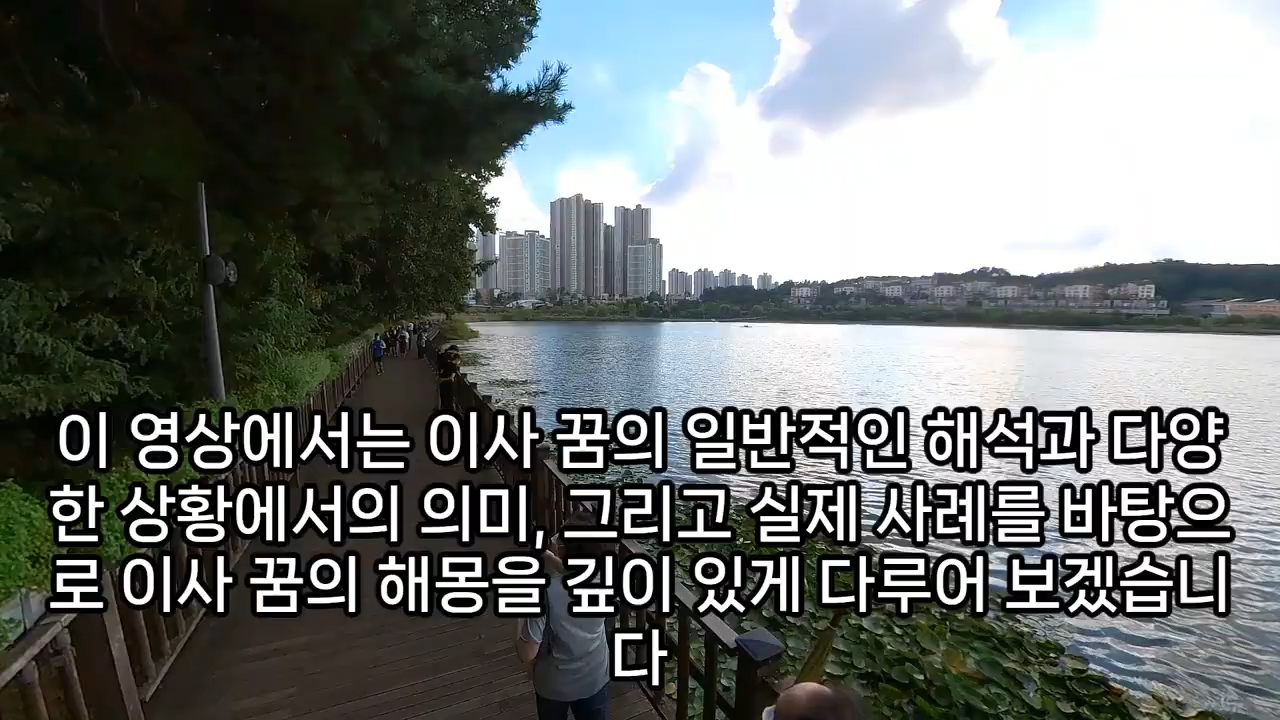 이 영상에서는 이사 꿈의 일반적인 해석과 다양
한 상황에서의 의미, 그리고 실제 사례를 바탕으
로 이사 꿈의 해몽을 깊이 있게 다루어 보겠습니
다